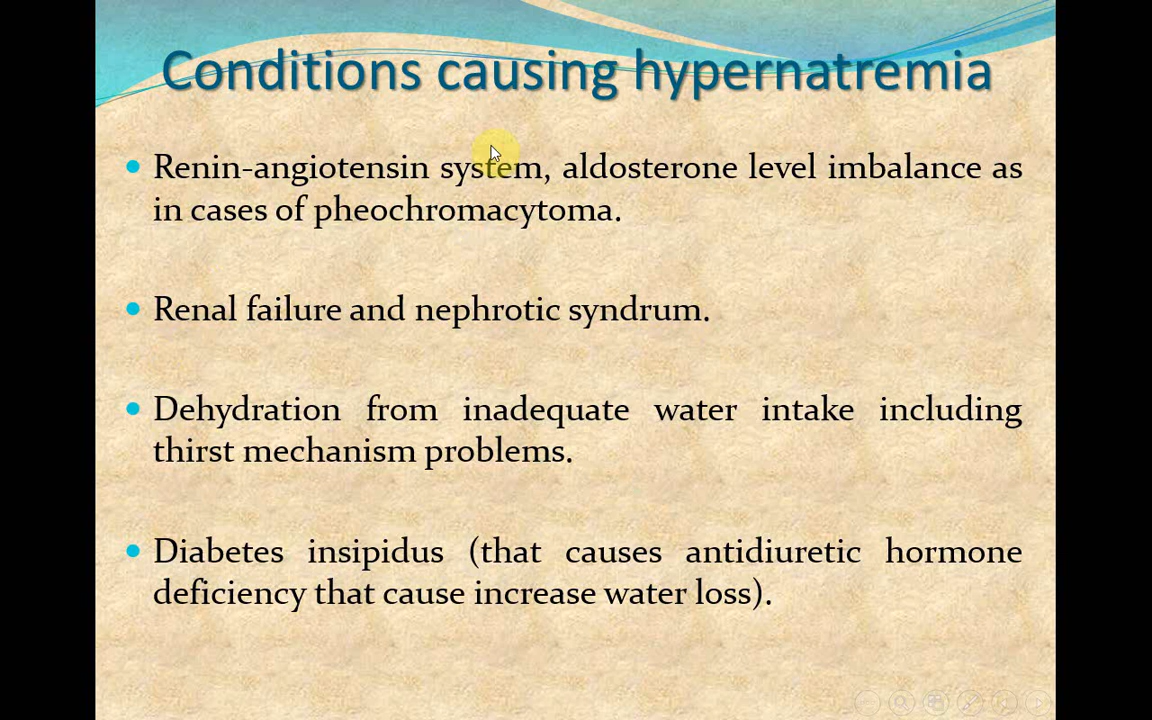 Conditions causing hypernatremia
Renin-angiotensin system, aldosterone level imbalance as
in cases of pheochromacytoma.
Renal failure and nephrotic syndrum.
Dehydration from inadequate water intake including
thirst mechanism problems.
Diabetes insipidus (that causes antidiuretic hormone
deficiency that cause increase water loss).